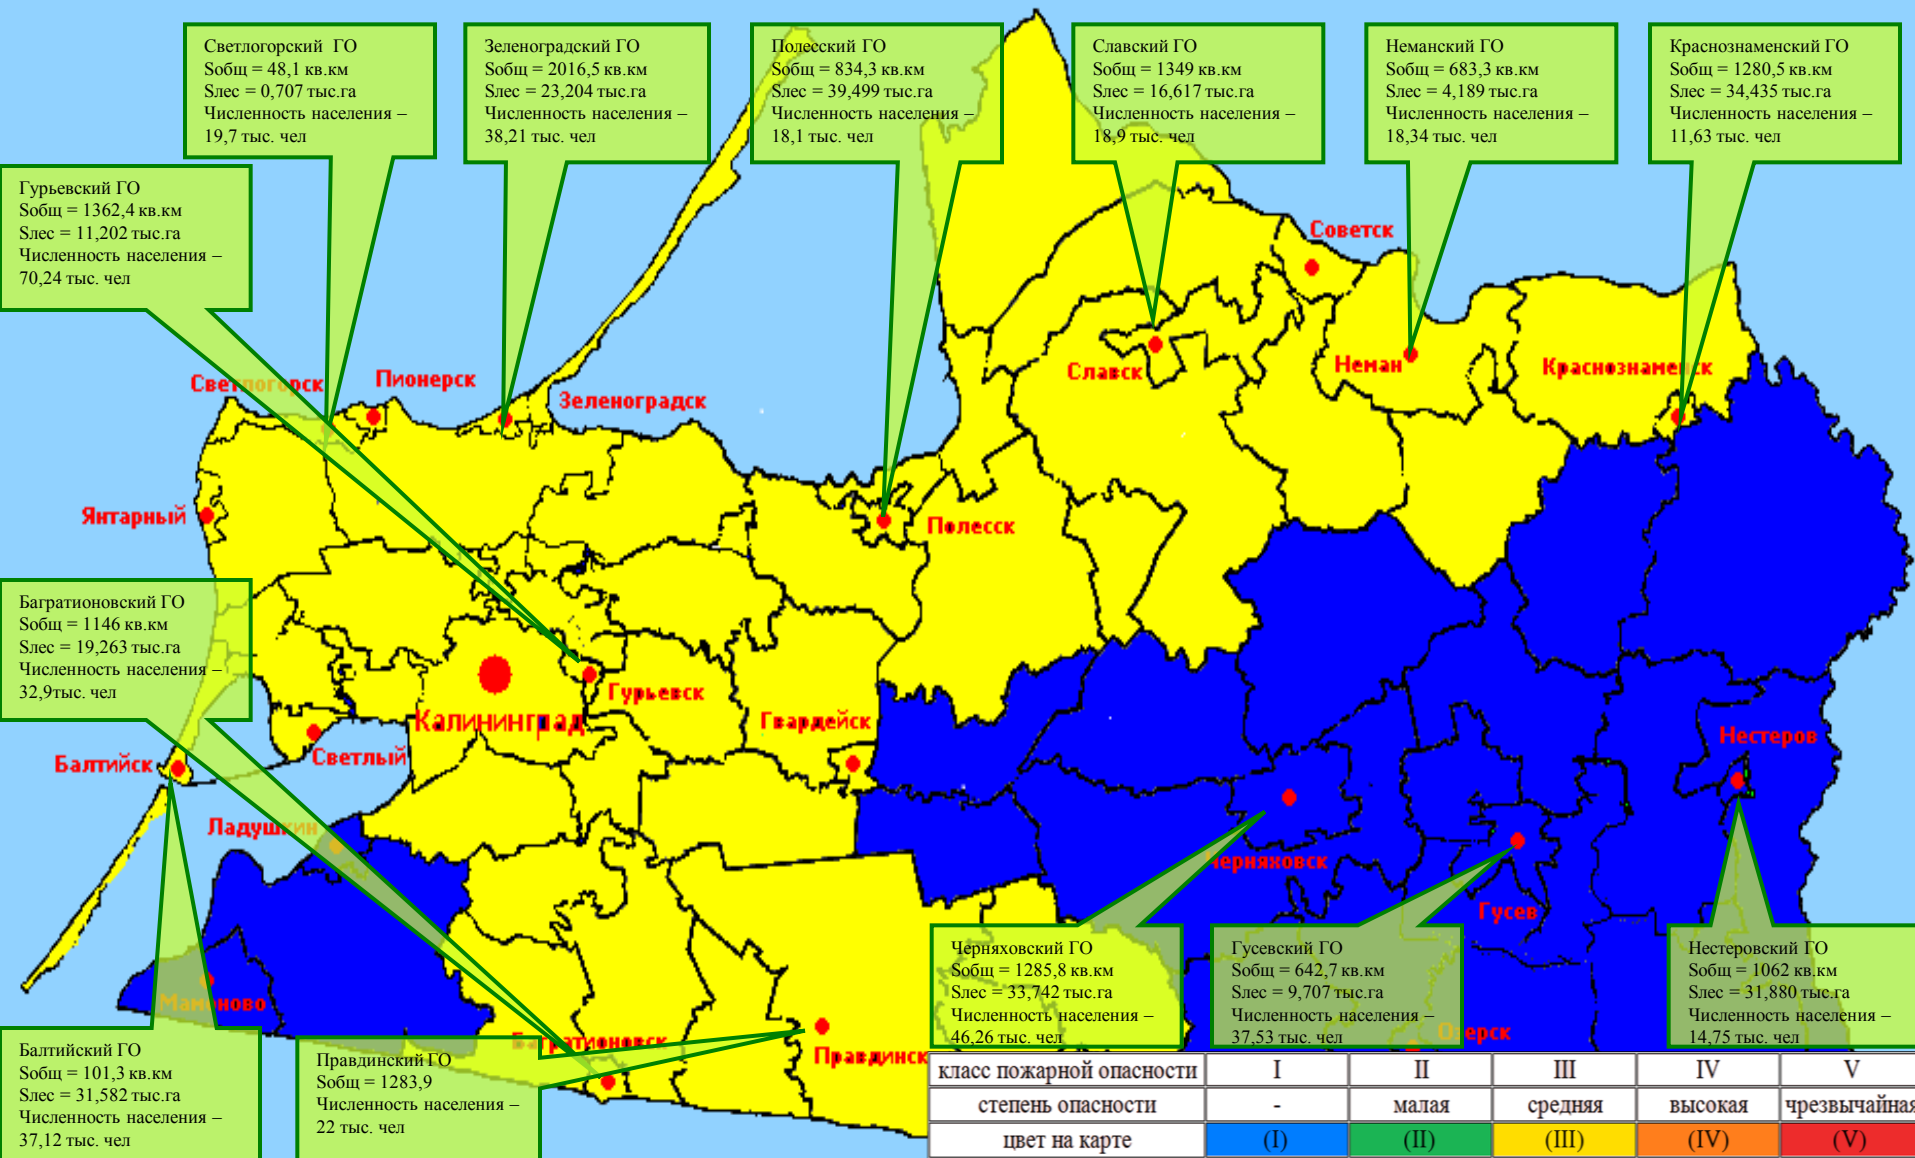 Светлогорский ГО
Sобщ = 48,1 кв.км
Sлес = 0,707 тыс.га
Численность населения –
19,7 тыс. чел
Зеленоградский ГО
Sобщ = 2016,5 кв.км
Sлес = 23,204 тыс.га
Численность населения –
38,21 тыс. чел
Полесский ГО
Sобщ = 834,3 кв.км
Sлес = 39,499 тыс.га
Численность населения –
18,1 тыс. чел
Славский ГО
Sобщ = 1349 кв.км
Sлес = 16,617 тыс.га
Численность населения –
18,9 тыс. чел
Неманский ГО
Sобщ = 683,3 кв.км
Sлес = 4,189 тыс.га
Численность населения –
18,34 тыс. чел
Краснознаменский ГО
Sобщ = 1280,5 кв.км
Sлес = 34,435 тыс.га
Численность населения –
11,63 тыс. чел
Гурьевский ГО
Sобщ = 1362,4 кв.км
Sлес = 11,202 тыс.га
Численность населения –
70,24 тыс. чел
Советск
Светлогорск
Пионерск
Зеленоградск
Славск
Неман
Краснознаменск
Янтарный
Полесск
Багратионовский ГО
Sобщ = 1146 кв.км
Sлес = 19,263 тыс.га
Численность населения –
32,9тыс. чел
Гурьевск
Калининград
Гвардейск
Нестеров
Балтийск
Светлый
Ладушкин
Черняховск
Гусев
Мамоново
Багратионовск
Правдинск
Озерск
Черняховский ГО
Sобщ = 1285,8 кв.км
Sлес = 33,742 тыс.га
Численность населения –
46,26 тыс. чел
Гусевский ГО
Sобщ = 642,7 кв.км
Sлес = 9,707 тыс.га
Численность населения –
37,53 тыс. чел
Нестеровский ГО
Sобщ = 1062 кв.км
Sлес = 31,880 тыс.га
Численность населения –
14,75 тыс. чел
Балтийский ГО
Sобщ = 101,3 кв.км
Sлес = 31,582 тыс.га
Численность населения –
37,12 тыс. чел
Правдинский ГО
Sобщ = 1283,9
Численность населения –
22 тыс. чел
класс пожарной опасности I II III IV V
степень опасности - малая средняя высокая чрезвычайная
цвет на карте (I) (II) (III) (IV) (V)